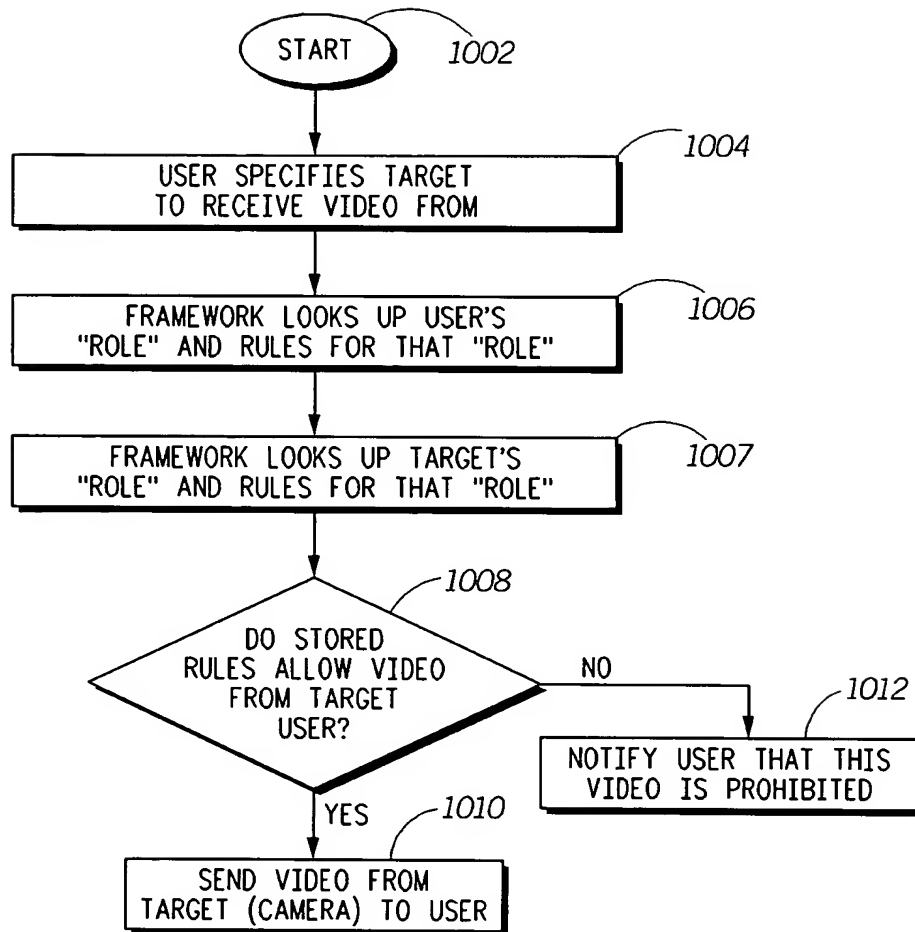 START
1002
1004
USER SPECIFIES TARGET
TO RECEIVE VIDEO FROM
1006
FRAMEWORK LOOKS UP USER'S
"ROLE" AND RULES FOR THAT "ROLE"
1007
FRAMEWORK LOOKS UP TARGET'S
"ROLE" AND RULES FOR THAT "ROLE"
1008
DO STORED
RULES ALLOW VIDEO
FROM TARGET
USER?
NO
1012
NOTIFY USER THAT THIS
VIDEO IS PROHIBITED
YES
1010
SEND VIDEO FROM
TARGET (CAMERA) TO USER